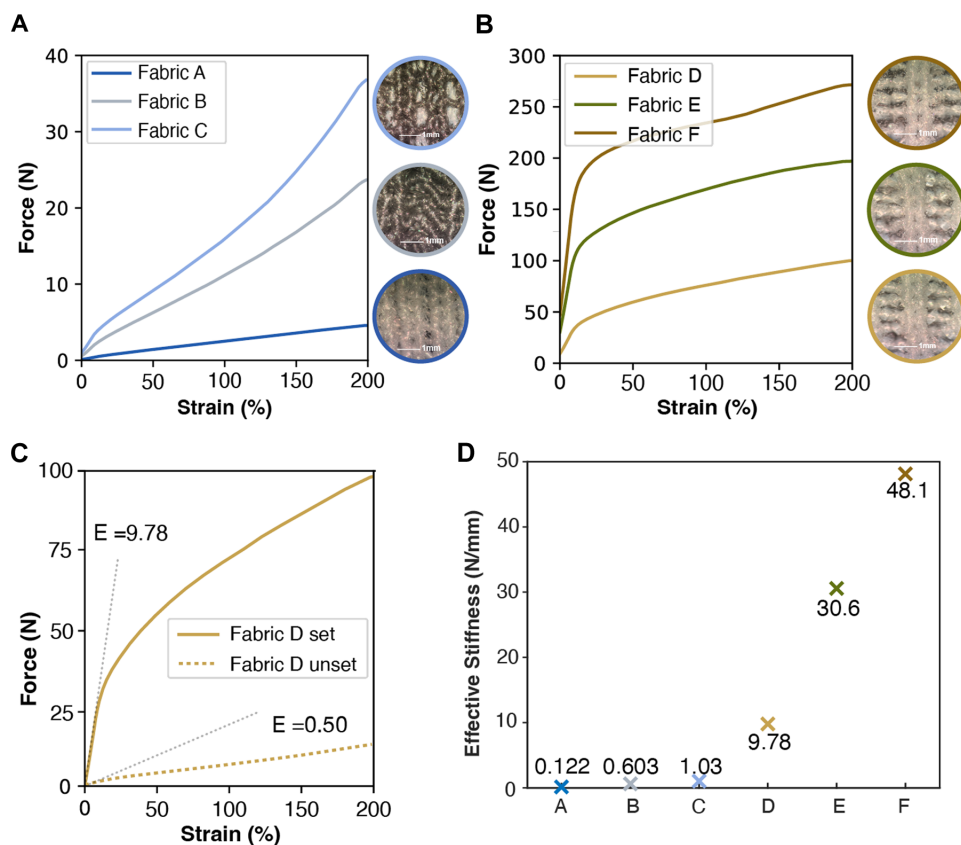 A
40
30
20
10
0
Force (N)
Fabric A
Fabric B
Fabric C
0 50 100 150 200
Strain (%)
1mm
1mm
1mm
B
300
250
200
150
100
50
0
Force (N)
Fabric D
Fabric E
Fabric F
0 50 100 150 200
Strain (%)
1mm
1mm
1mm
C
100
75
50
25
0
Force (N)
E =9.78
Fabric D set
Fabric D unset
E =0.50
0 50 100 150 200
Strain (%)
D
50
40
30
20
10
0
Effective Stiffness (N/mm)
48.1
30.6
9.78
0.122 0.603 1.03
A B C D E F